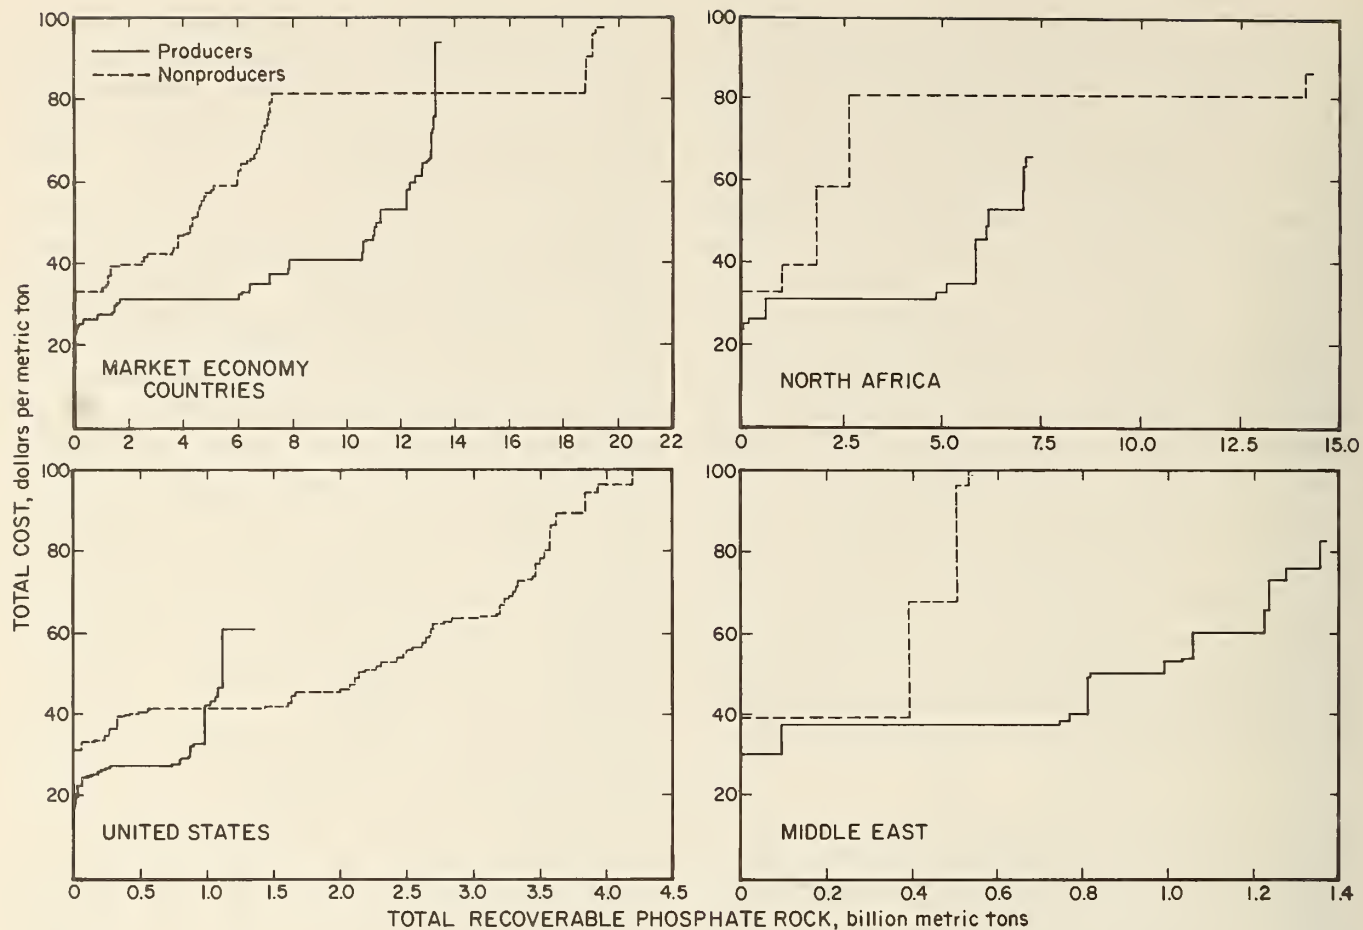 TOTAL COST, dollars per metric ton
100
80
60
40
20
Producers
Nonproducers
MARKET ECONOMY
COUNTRIES
0 2 4 6 8 10 12 14 16 18 20 22
100
80
60
40
20
NORTH AFRICA
0 2.5 5.0 7.5 10.0 12.5 15.0
100
80
60
40
20
UNITED STATES
0 0.5 1.0 1.5 2.0 2.5 3.0 3.5 4.0 4.5
100
80
60
40
20
MIDDLE EAST
0 0.2 0.4 0.6 0.8 1.0 1.2 1.4
TOTAL RECOVERABLE PHOSPHATE ROCK, billion metric tons